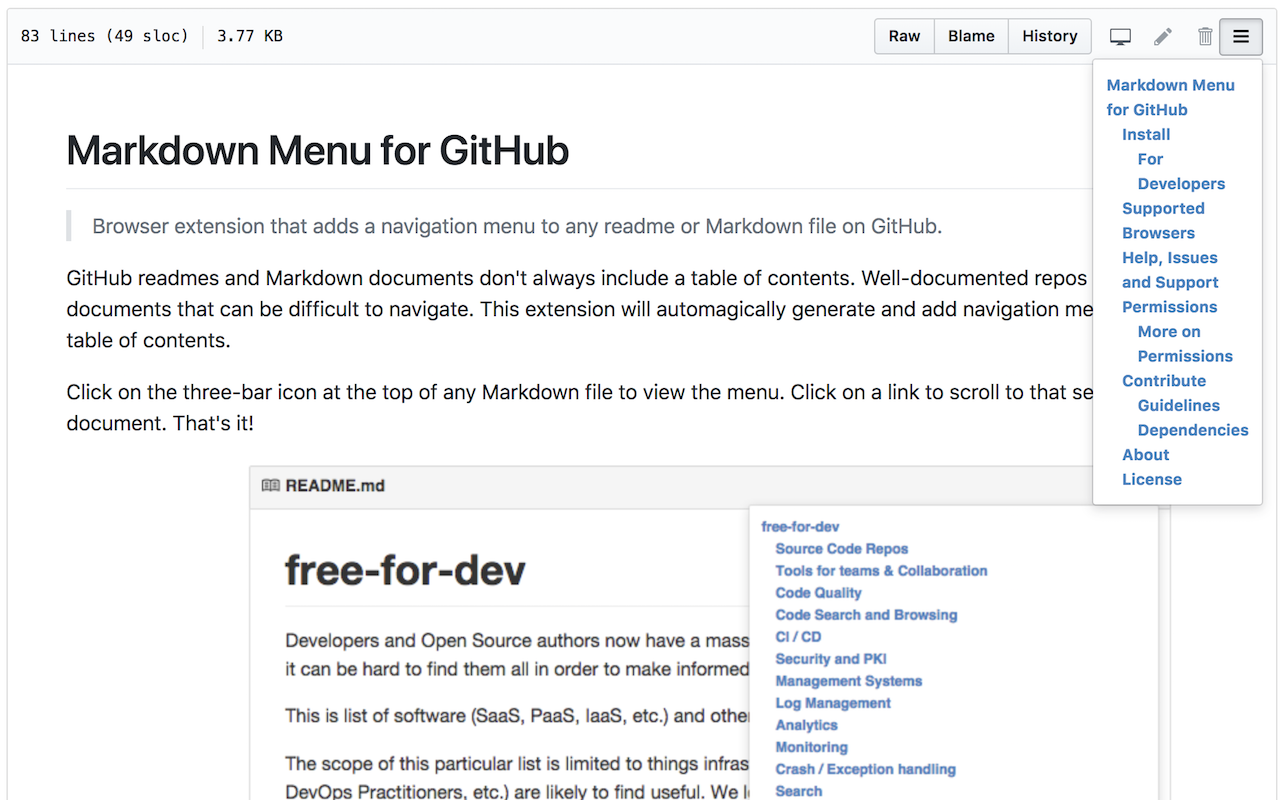 83 lines (49 sloc) 3.77 KB
Raw Blame History
Markdown Menu
for GitHub
Install
For
Developers
Supported
Browsers
Help, Issues
and Support
Permissions
More on
Permissions
Contribute
Guidelines
Dependencies
About
License
Markdown Menu for GitHub
Browser extension that adds a navigation menu to any readme or Markdown file on GitHub.
GitHub readmes and Markdown documents don't always include a table of contents. Well-documented repos
documents that can be difficult to navigate. This extension will automagically generate and add navigation me
table of contents.
Click on the three-bar icon at the top of any Markdown file to view the menu. Click on a link to scroll to that se
document. That's it!
README.md
free-for-dev
Developers and Open Source authors now have a mass
it can be hard to find them all in order to make informed
This is list of software (SaaS, PaaS, IaaS, etc.) and othe
The scope of this particular list is limited to things infras
DevOps Practitioners, etc.) are likely to find useful. We l
free-for-dev
Source Code Repos
Tools for teams & Collaboration
Code Quality
Code Search and Browsing
CI / CD
Security and PKI
Management Systems
Log Management
Analytics
Monitoring
Crash / Exception handling
Search